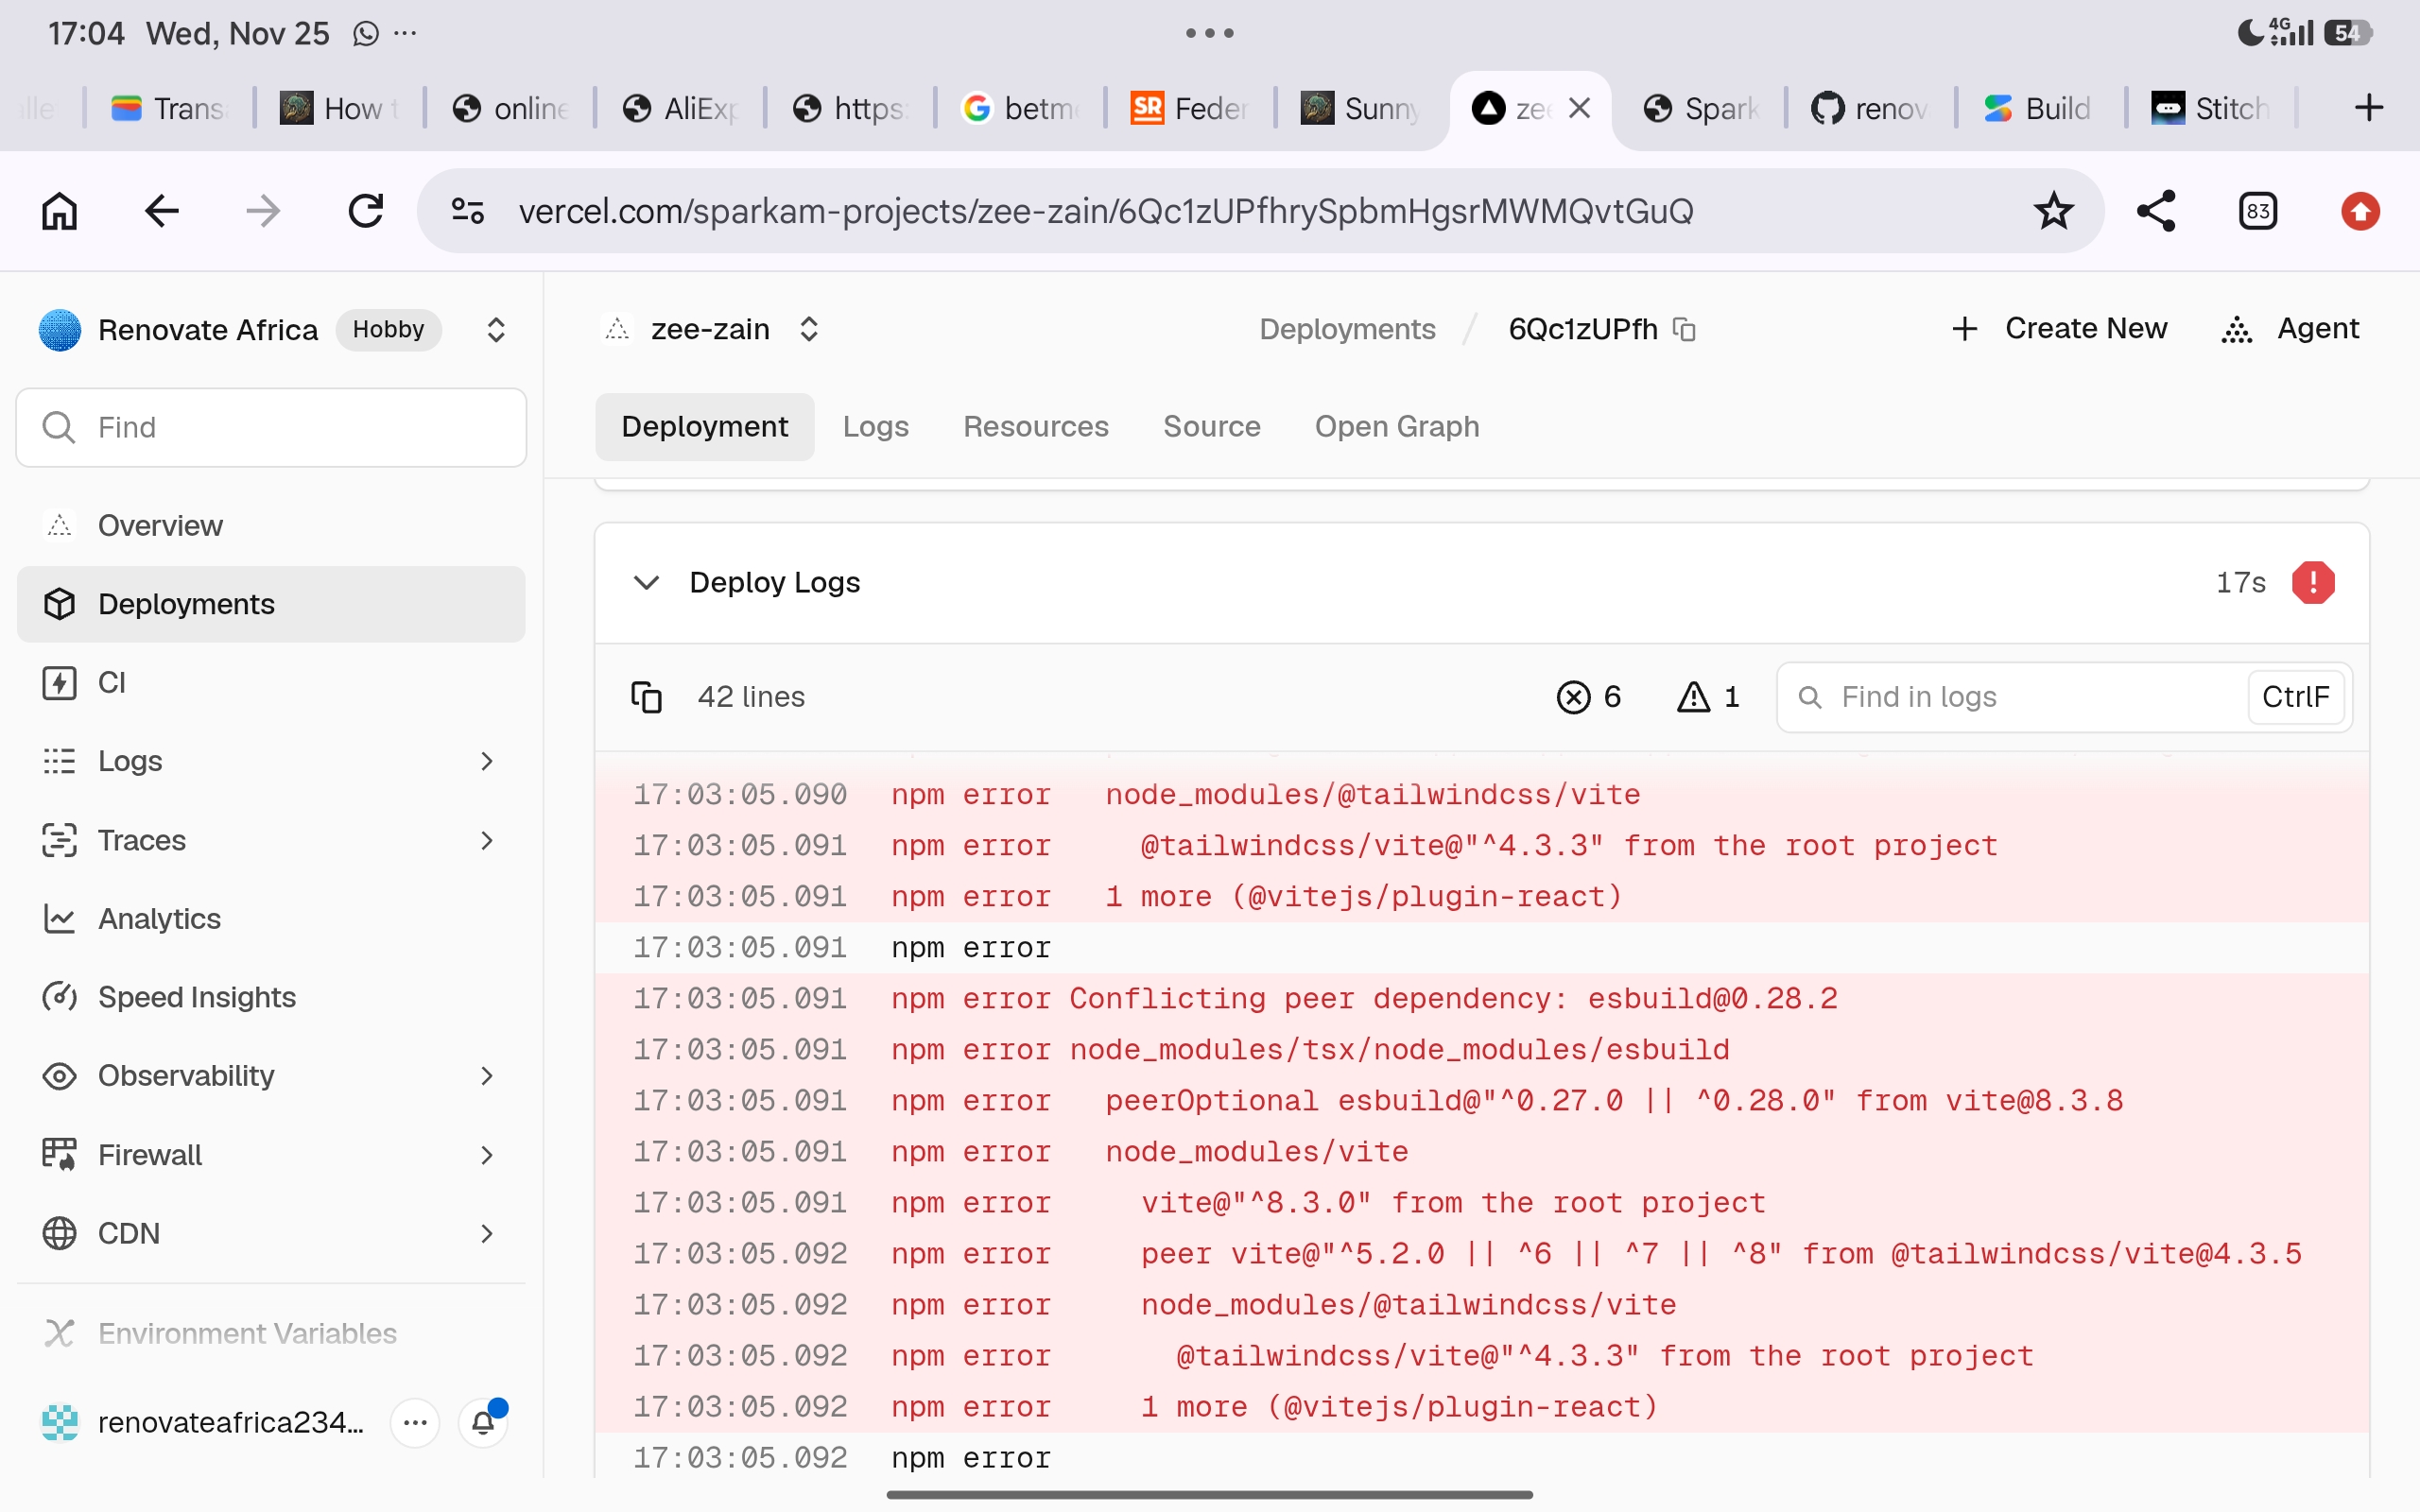 17:04 Wed, Nov 25
4G
54
Trans
How t
online
AliExp
https:
betm
SR
Feder
Sunny
zee
Spark
renov
Build
Stitch
vercel.com/sparkam-projects/zee-zain/6Qc1zUPfhrySpbmHgsrMWMQvtGuQ
83
Renovate Africa Hobby
zee-zain
Deployments / 6Qc1zUPfh
Create New
Agent
Find
Deployment Logs Resources Source Open Graph
Overview
Deployments
CI
Logs
Traces
Analytics
Speed Insights
Observability
Firewall
CDN
Environment Variables
renovateafrica234...
Deploy Logs 17s
42 lines 6 1 Find in logs CtrlF
17:03:05.090 npm error node_modules/@tailwindcss/vite
17:03:05.091 npm error @tailwindcss/vite@"^4.3.3" from the root project
17:03:05.091 npm error 1 more (@vitejs/plugin-react)
17:03:05.091 npm error
17:03:05.091 npm error Conflicting peer dependency: esbuild@0.28.2
17:03:05.091 npm error node_modules/tsx/node_modules/esbuild
17:03:05.091 npm error peerOptional esbuild@"^0.27.0 || ^0.28.0" from vite@8.3.8
17:03:05.091 npm error node_modules/vite
17:03:05.091 npm error vite@"^8.3.0" from the root project
17:03:05.092 npm error peer vite@"^5.2.0 || ^6 || ^7 || ^8" from @tailwindcss/vite@4.3.5
17:03:05.092 npm error node_modules/@tailwindcss/vite
17:03:05.092 npm error @tailwindcss/vite@"^4.3.3" from the root project
17:03:05.092 npm error 1 more (@vitejs/plugin-react)
17:03:05.092 npm error